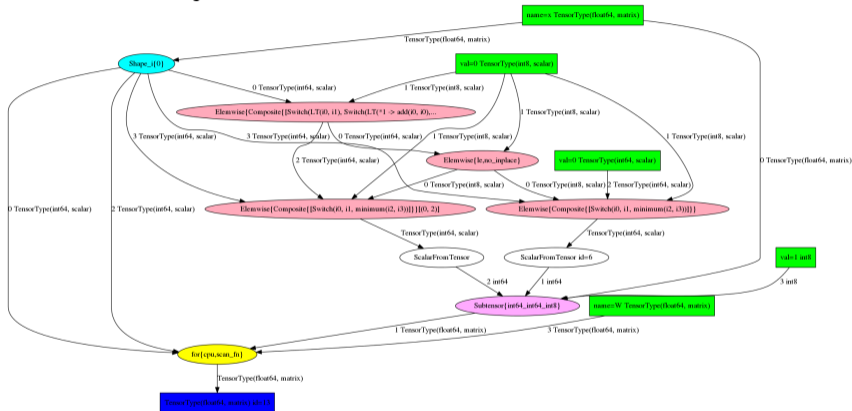 name=x TensorType(float64, matrix)
TensorType(float64, matrix)
Shape_i{0}
val=0 TensorType(int8, scalar)
0 TensorType(int64, scalar)
1 TensorType(int8, scalar)
Elemwise{Composite{[Switch(LT(i0, i1), Switch(LT(*1 -> add(i0, i0),...
1 TensorType(int8, scalar)
3 TensorType(int64, scalar)
3 TensorType(int64, scalar)
0 TensorType(int64, scalar)
1 TensorType(int8, scalar)
1 TensorType(int8, scalar)
2 TensorType(int64, scalar)
Elemwise{le,no_inplace}
val=0 TensorType(int64, scalar)
0 TensorType(float64, matrix)
0 TensorType(int8, scalar)
0 TensorType(int8, scalar)
2 TensorType(int64, scalar)
0 TensorType(int64, scalar)
2 TensorType(int64, scalar)
Elemwise{Composite{[Switch(i0, i1, minimum(i2, i3))]}}[(0, 2)]
Elemwise{Composite{[Switch(i0, i1, minimum(i2, i3))]}}
TensorType(int64, scalar)
TensorType(int64, scalar)
ScalarFromTensor
ScalarFromTensor id=6
val=1 int8
2 int64
1 int64
3 int8
Subtensor{int64_int64_int8}
name=W TensorType(float64, matrix)
1 TensorType(float64, matrix)
3 TensorType(float64, matrix)
for{cpu,scan_fn}
TensorType(float64, matrix)
TensorType(float64, matrix)